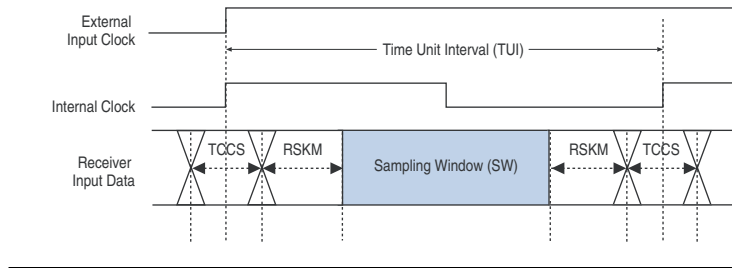 External
Input Clock
Time Unit Interval (TUI)
Internal Clock
Receiver
Input Data
TCCS
RSKM
Sampling Window (SW)
RSKM
TCCS